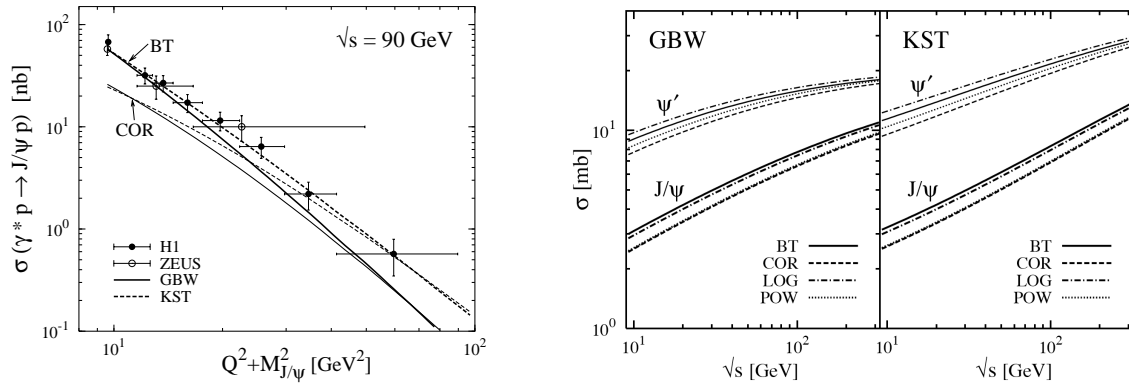 √s = 90 GeV
BT
COR
σ (γ* p → J/ψ p) [nb]
10²
10¹
10⁰
10⁻¹
H1
ZEUS
GBW
KST
10¹
10²
Q²+M²J/ψ [GeV²]
GBW
KST
ψ′
ψ′
J/ψ
J/ψ
σ [mb]
10¹
10⁰
BT
COR
LOG
POW
BT
COR
LOG
POW
10¹
10²
10¹
10²
√s [GeV]
√s [GeV]